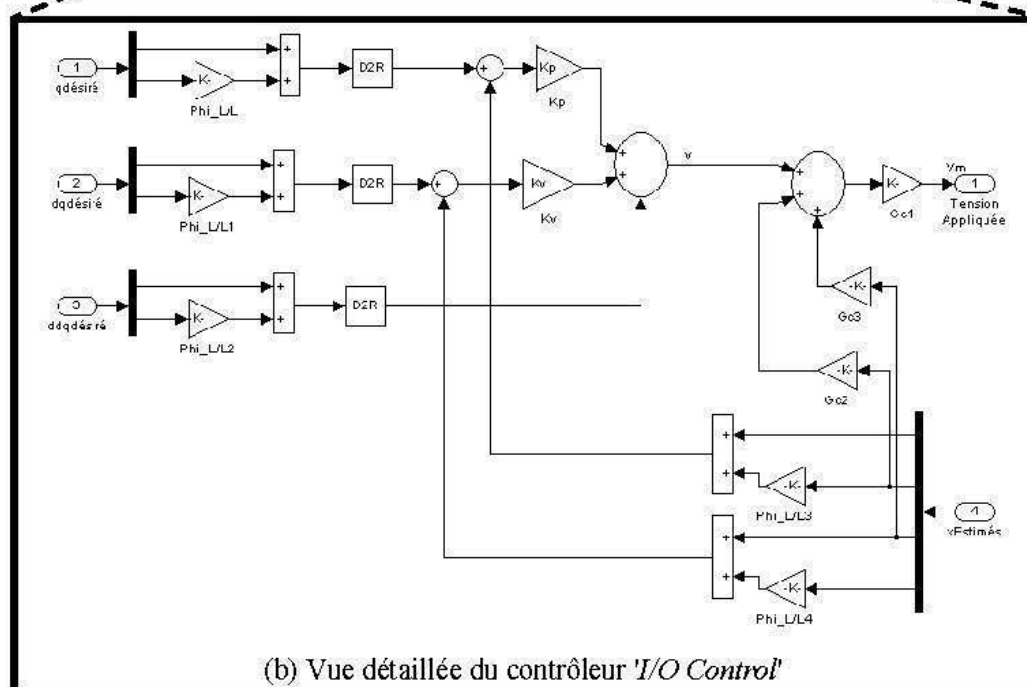 1
qdésiré
K-
Phi_L/L
+
+
D2R
+
Kp
Kp
2
dqdésiré
K-
Phi_L/L1
+
+
D2R
+
Kv
Kv
+
+
v
+
+
+
K-
Gc1
Vm
1
Tension
Appliquée
3
ddqdésiré
K-
Phi_L/L2
+
+
D2R
-K-
Gc3
-K-
Gc2
+
+
-K-
Phi_L/L3
4
xEstimés
+
+
-K-
Phi_L/L4
(b) Vue détaillée du contrôleur 'I/O Control'